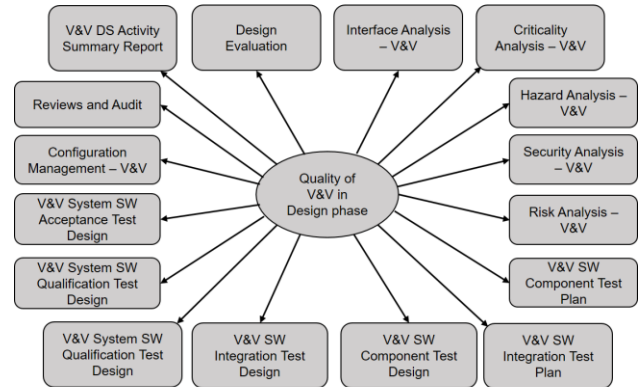 V&V DS Activity
Summary Report
Design
Evaluation
Interface Analysis
– V&V
Criticality
Analysis – V&V
Reviews and Audit
Hazard Analysis –
V&V
Configuration
Management – V&V
Security Analysis
– V&V
Quality of
V&V in
Design phase
V&V System SW
Acceptance Test
Design
Risk Analysis –
V&V
V&V System SW
Qualification Test
Design
V&V SW
Component Test
Plan
V&V System SW
Qualification Test
Design
V&V SW
Integration Test
Design
V&V SW
Component Test
Design
V&V SW
Integration Test
Plan